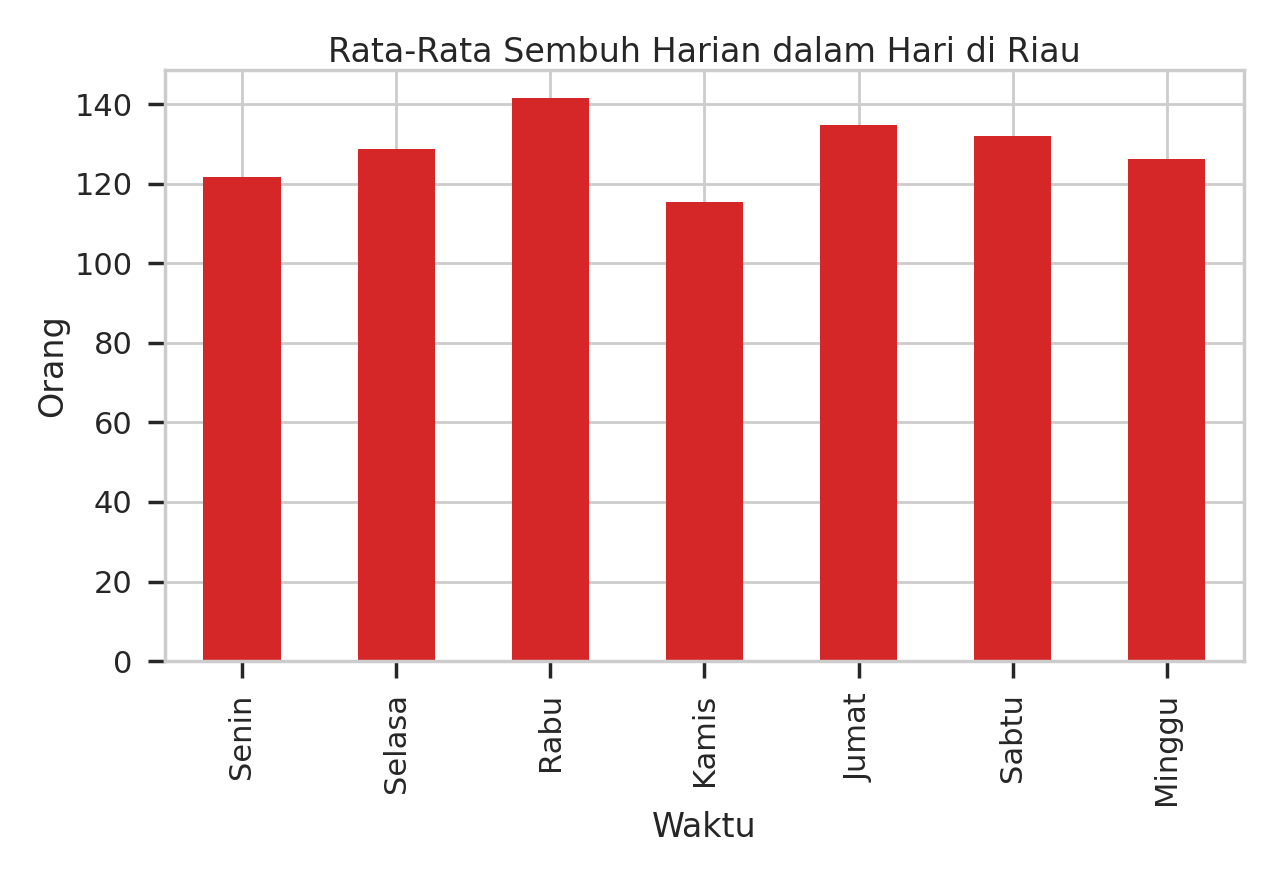 Rata-Rata Sembuh Harian dalam Hari di Riau
Orang
140
120
100
80
60
40
20
0
Senin
Selasa
Rabu
Kamis
Jumat
Sabtu
Minggu
Waktu